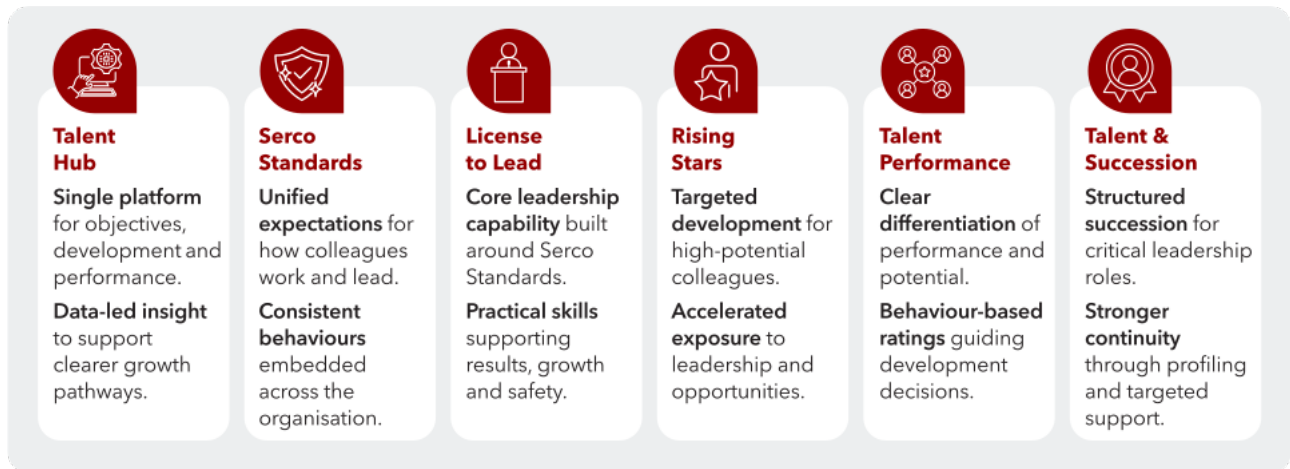 Talent
Hub
Single platform
for objectives,
development and
performance.
Data-led insight
to support
clearer growth
pathways.
Serco
Standards
Unified
expectations for
how colleagues
work and lead.
Consistent
behaviours
embedded
across the
organisation.
License
to Lead
Core leadership
capability built
around Serco
Standards.
Practical skills
supporting
results, growth
and safety.
Rising
Stars
Targeted
development for
high-potential
colleagues.
Accelerated
exposure to
leadership and
opportunities.
Talent
Performance
Clear
differentiation of
performance and
potential.
Behaviour-based
ratings guiding
development
decisions.
Talent &
Succession
Structured
succession for
critical leadership
roles.
Stronger
continuity
through profiling
and targeted
support.